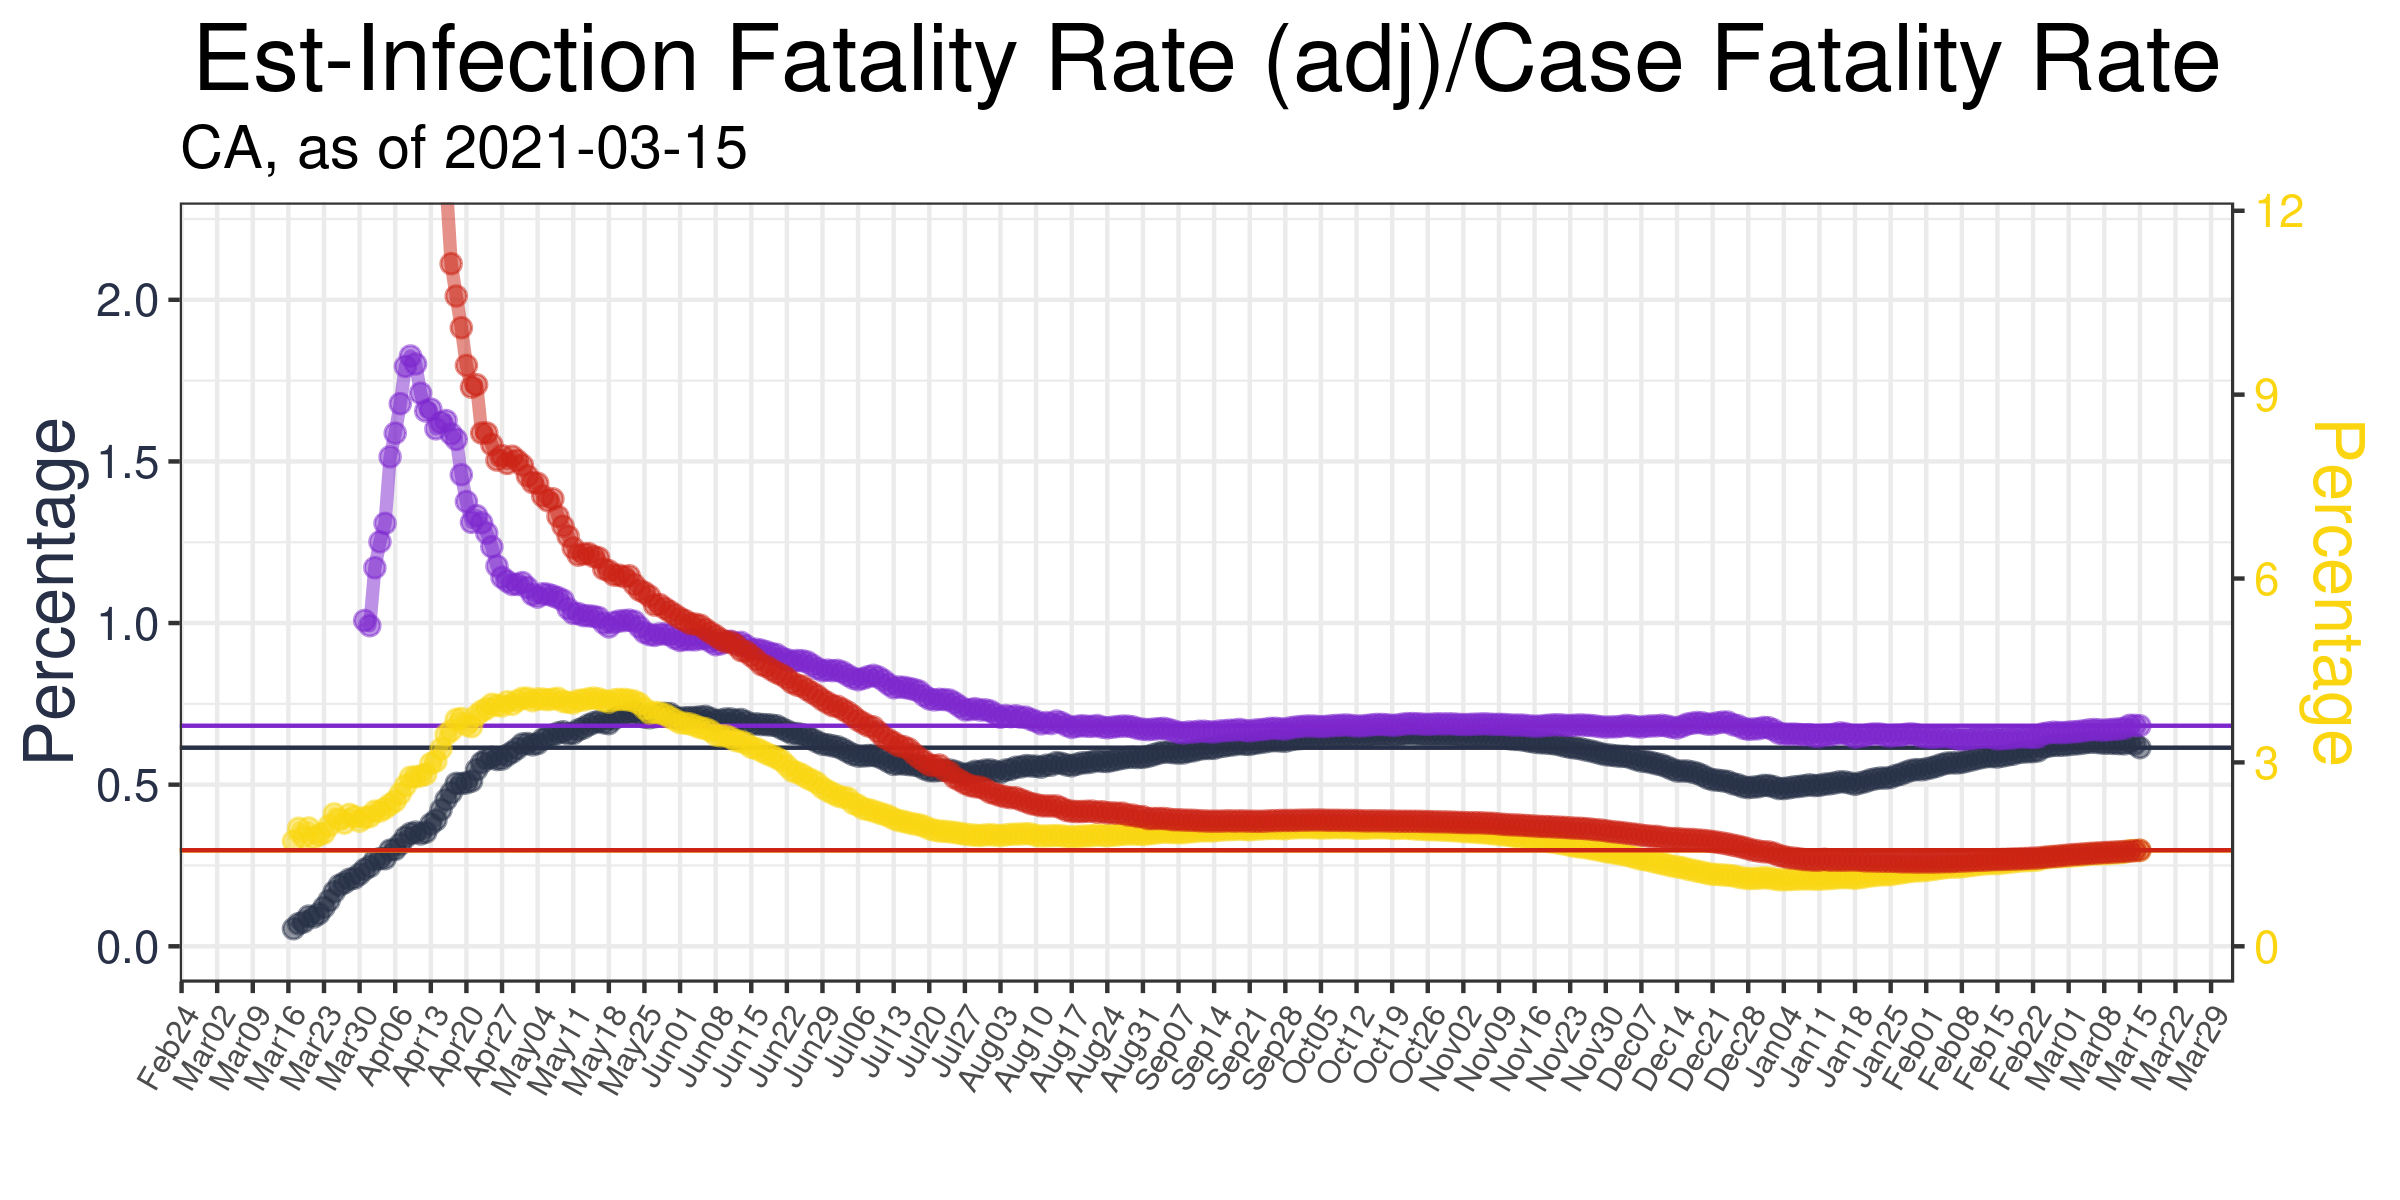 Est-Infection Fatality Rate (adj)/Case Fatality Rate
CA, as of 2021-03-15
Percentage
2.0
1.5
1.0
0.5
0.0
12
9
6
3
0
Percentage
Feb24
Mar02
Mar09
Mar16
Mar23
Mar30
Apr06
Apr13
Apr20
Apr27
May04
May11
May18
May25
Jun01
Jun08
Jun15
Jun22
Jun29
Jul06
Jul13
Jul20
Jul27
Aug03
Aug10
Aug17
Aug24
Aug31
Sep07
Sep14
Sep21
Sep28
Oct05
Oct12
Oct19
Oct26
Nov02
Nov09
Nov16
Nov23
Nov30
Dec07
Dec14
Dec21
Dec28
Jan04
Jan11
Jan18
Jan25
Feb01
Feb08
Feb15
Feb22
Mar01
Mar08
Mar15
Mar22
Mar29